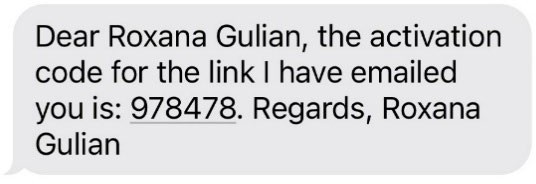 Dear Roxana Gulian, the activation
code for the link I have emailed
you is: 978478. Regards, Roxana
Gulian